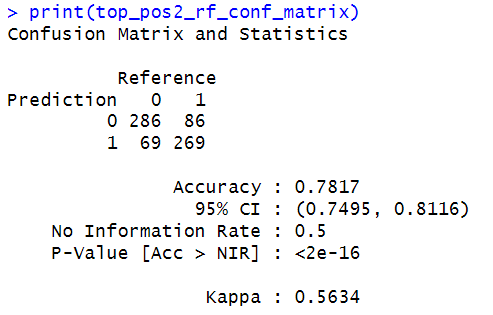 > print(top_pos2_rf_conf_matrix)
Confusion Matrix and Statistics
Reference
Prediction 0 1
0 286 86
1 69 269
Accuracy : 0.7817
95% CI : (0.7495, 0.8116)
No Information Rate : 0.5
P-Value [Acc > NIR] : <2e-16
Kappa : 0.5634